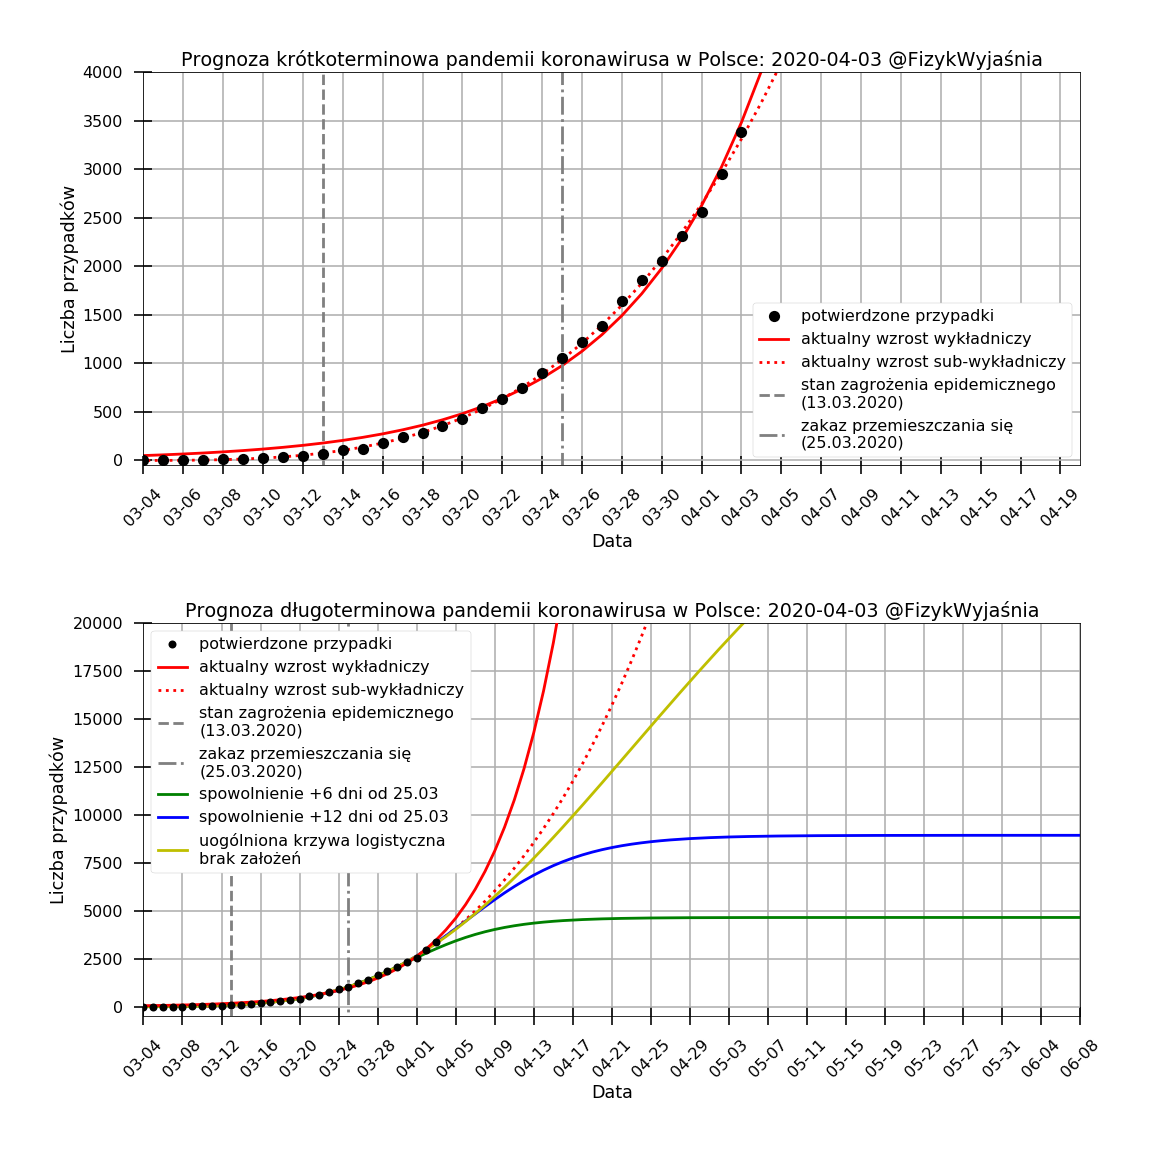 Prognoza krótkoterminowa pandemii koronawirusa w Polsce: 2020-04-03 @FizykWyjaśnia
4000
3500
3000
2500
2000
1500
1000
500
0
Liczba przypadków
potwierdzone przypadki
aktualny wzrost wykładniczy
aktualny wzrost sub-wykładniczy
stan zagrożenia epidemicznego
(13.03.2020)
zakaz przemieszczania się
(25.03.2020)
03-04 03-06 03-08 03-10 03-12 03-14 03-16 03-18 03-20 03-22 03-24 03-26 03-28 03-30 04-01 04-03 04-05 04-07 04-09 04-11 04-13 04-15 04-17 04-19
Data
Prognoza długoterminowa pandemii koronawirusa w Polsce: 2020-04-03 @FizykWyjaśnia
20000
17500
15000
12500
10000
7500
5000
2500
0
Liczba przypadków
potwierdzone przypadki
aktualny wzrost wykładniczy
aktualny wzrost sub-wykładniczy
stan zagrożenia epidemicznego
(13.03.2020)
zakaz przemieszczania się
(25.03.2020)
spowolnienie +6 dni od 25.03
spowolnienie +12 dni od 25.03
uogólniona krzywa logistyczna
brak założeń
03-04 03-08 03-12 03-16 03-20 03-24 03-28 04-01 04-05 04-09 04-13 04-17 04-21 04-25 04-29 05-03 05-07 05-11 05-15 05-19 05-23 05-27 05-31 06-04 06-08
Data